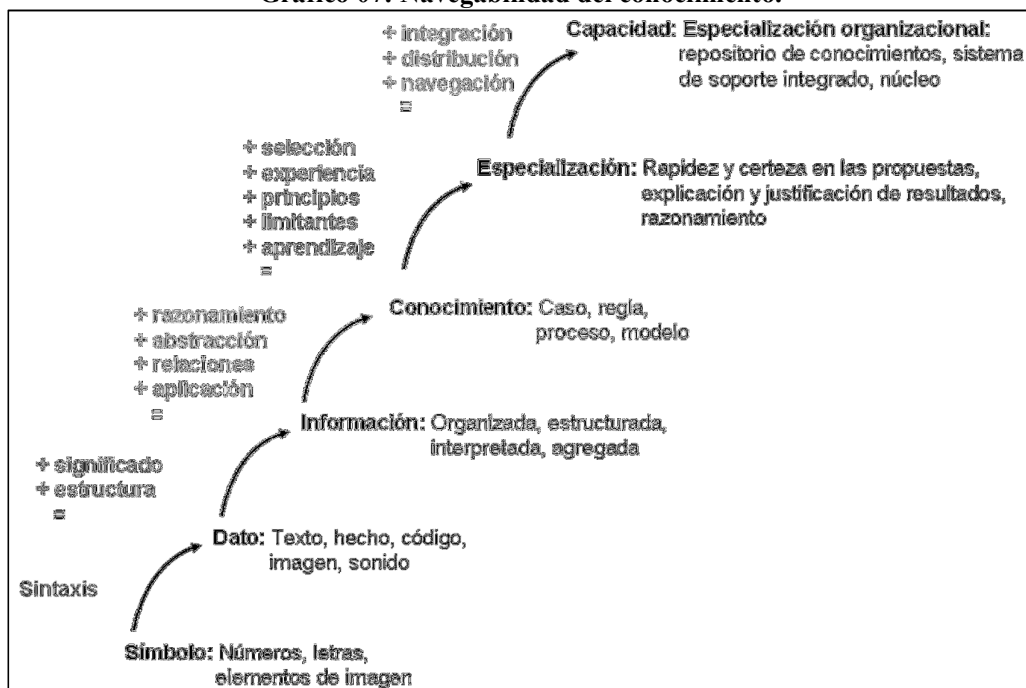 Gráfico 07: Navegabilidad del conocimiento.
+ integración
+ distribución
+ navegación
=
Capacidad: Especialización organizacional:
repositorio de conocimientos, sistema
de soporte integrado, núcleo
+ selección
+ experiencia
+ principios
+ limitantes
+ aprendizaje
=
Especialización: Rapidez y certeza en las propuestas,
explicación y justificación de resultados,
razonamiento
+ razonamiento
+ abstracción
+ relaciones
+ aplicación
=
Conocimiento: Caso, regla,
proceso, modelo
Información: Organizada, estructurada,
interpretada, agregada
+ significado
+ estructura
=
Dato: Texto, hecho, código,
imagen, sonido
Sintaxis
Símbolo: Números, letras,
elementos de imagen